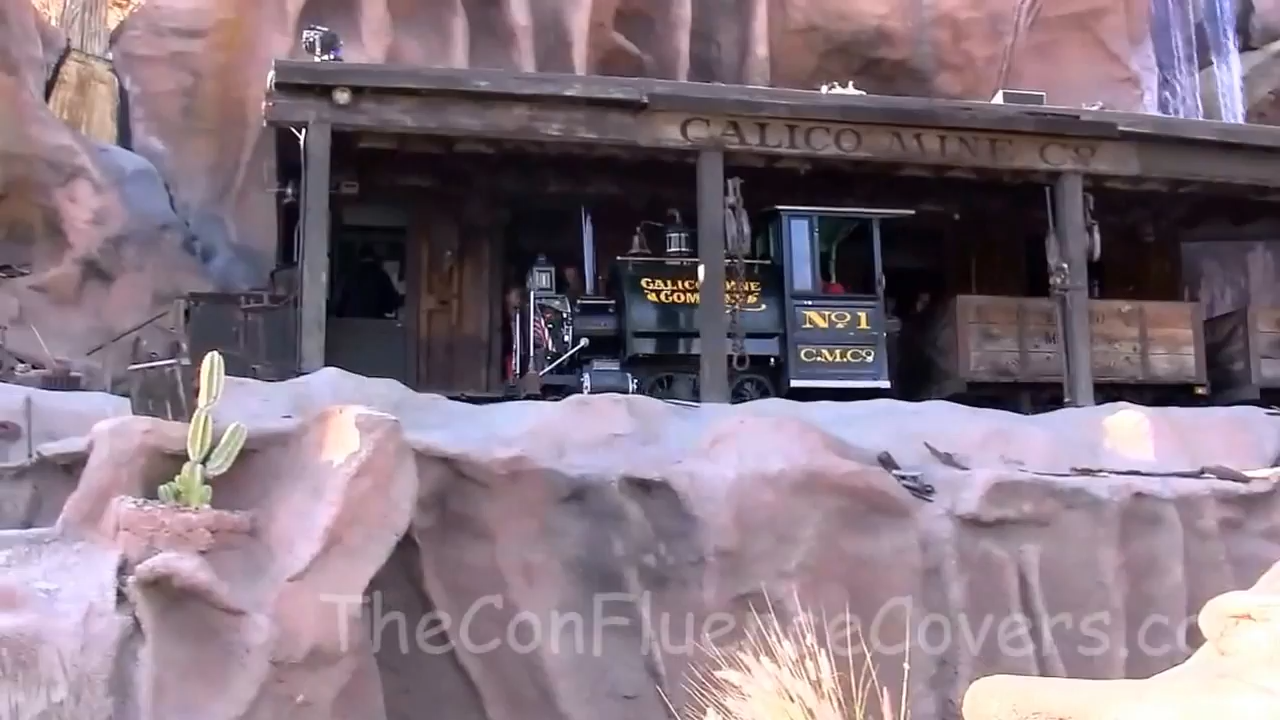 CALICO MINE Co
CALICO MINE
COMPANY
No 1
C.M.Co
TheConFluenceCovers.co